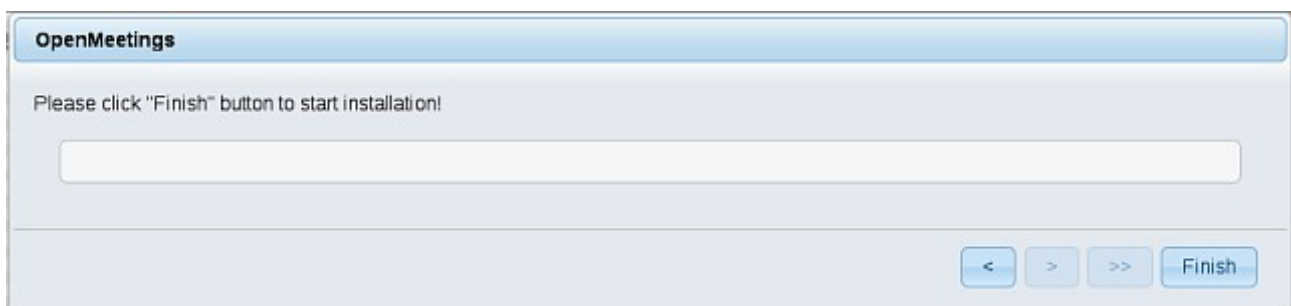 OpenMeetings
Please click "Finish" button to start installation!
< > >> Finish